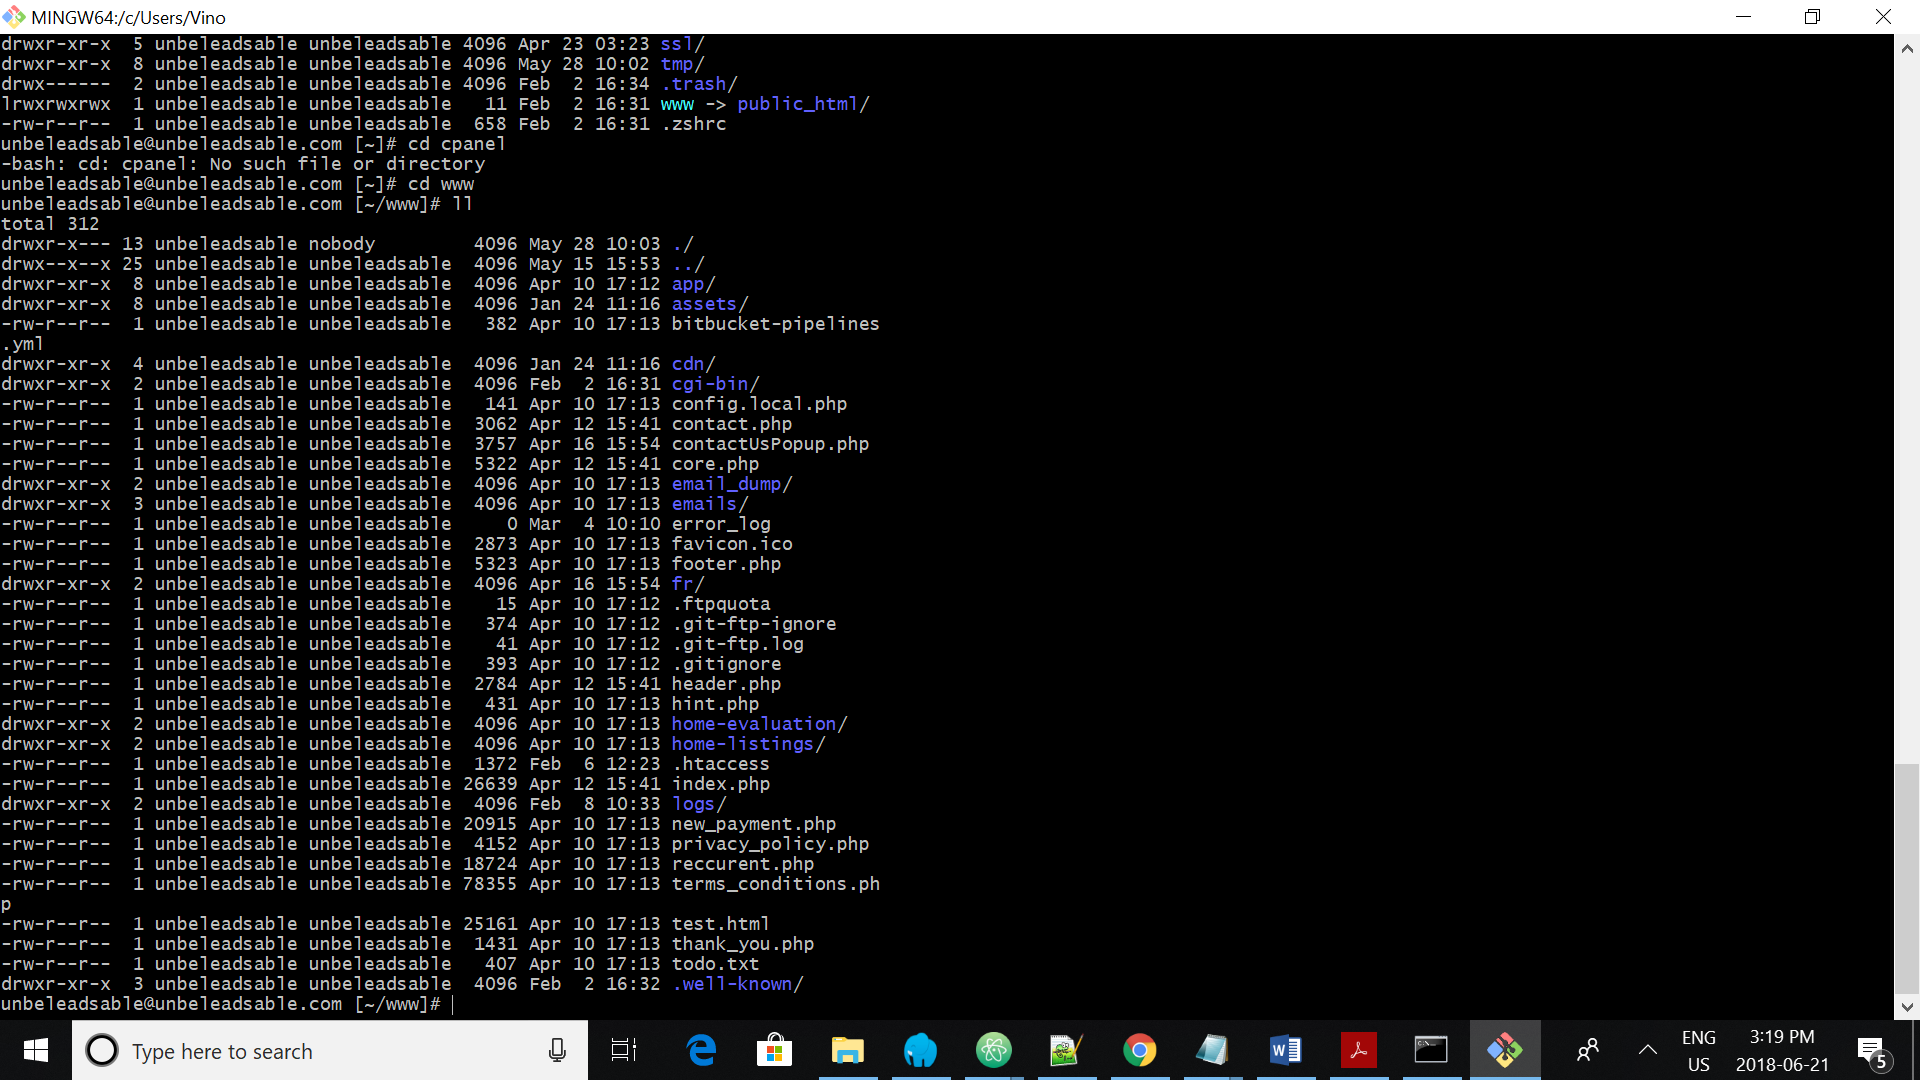 MINGW64:/c/Users/Vino
drwxr-xr-x  5 unbeleadsable unbeleadsable 4096 Apr 23 03:23 ssl/
drwxr-xr-x  8 unbeleadsable unbeleadsable 4096 May 28 10:02 tmp/
drwx------  2 unbeleadsable unbeleadsable 4096 Feb  2 16:34 .trash/
lrwxrwxrwx  1 unbeleadsable unbeleadsable   11 Feb  2 16:31 www -> public_html/
-rw-r--r--  1 unbeleadsable unbeleadsable  658 Feb  2 16:31 .zshrc
unbeleadsable@unbeleadsable.com [~]# cd cpanel
-bash: cd: cpanel: No such file or directory
unbeleadsable@unbeleadsable.com [~]# cd www
unbeleadsable@unbeleadsable.com [~/www]# ll
total 312
drwxr-x--- 13 unbeleadsable nobody         4096 May 28 10:03 ./
drwx--x--x 25 unbeleadsable unbeleadsable  4096 May 15 15:53 ../
drwxr-xr-x  8 unbeleadsable unbeleadsable  4096 Apr 10 17:12 app/
drwxr-xr-x  8 unbeleadsable unbeleadsable  4096 Jan 24 11:16 assets/
-rw-r--r--  1 unbeleadsable unbeleadsable   382 Apr 10 17:13 bitbucket-pipelines
.yml
drwxr-xr-x  4 unbeleadsable unbeleadsable  4096 Jan 24 11:16 cdn/
drwxr-xr-x  2 unbeleadsable unbeleadsable  4096 Feb  2 16:31 cgi-bin/
-rw-r--r--  1 unbeleadsable unbeleadsable   141 Apr 10 17:13 config.local.php
-rw-r--r--  1 unbeleadsable unbeleadsable  3062 Apr 12 15:41 contact.php
-rw-r--r--  1 unbeleadsable unbeleadsable  3757 Apr 16 15:54 contactUsPopup.php
-rw-r--r--  1 unbeleadsable unbeleadsable  5322 Apr 12 15:41 core.php
drwxr-xr-x  2 unbeleadsable unbeleadsable  4096 Apr 10 17:13 email_dump/
drwxr-xr-x  3 unbeleadsable unbeleadsable  4096 Apr 10 17:13 emails/
-rw-r--r--  1 unbeleadsable unbeleadsable     0 Mar  4 10:10 error_log
-rw-r--r--  1 unbeleadsable unbeleadsable  2873 Apr 10 17:13 favicon.ico
-rw-r--r--  1 unbeleadsable unbeleadsable  5323 Apr 10 17:13 footer.php
drwxr-xr-x  2 unbeleadsable unbeleadsable  4096 Apr 16 15:54 fr/
-rw-r--r--  1 unbeleadsable unbeleadsable    15 Apr 10 17:12 .ftpquota
-rw-r--r--  1 unbeleadsable unbeleadsable   374 Apr 10 17:12 .git-ftp-ignore
-rw-r--r--  1 unbeleadsable unbeleadsable    41 Apr 10 17:12 .git-ftp.log
-rw-r--r--  1 unbeleadsable unbeleadsable   393 Apr 10 17:12 .gitignore
-rw-r--r--  1 unbeleadsable unbeleadsable  2784 Apr 12 15:41 header.php
-rw-r--r--  1 unbeleadsable unbeleadsable   431 Apr 10 17:13 hint.php
drwxr-xr-x  2 unbeleadsable unbeleadsable  4096 Apr 10 17:13 home-evaluation/
drwxr-xr-x  2 unbeleadsable unbeleadsable  4096 Apr 10 17:13 home-listings/
-rw-r--r--  1 unbeleadsable unbeleadsable  1372 Feb  6 12:23 .htaccess
-rw-r--r--  1 unbeleadsable unbeleadsable 26639 Apr 12 15:41 index.php
drwxr-xr-x  2 unbeleadsable unbeleadsable  4096 Feb  8 10:33 logs/
-rw-r--r--  1 unbeleadsable unbeleadsable 20915 Apr 10 17:13 new_payment.php
-rw-r--r--  1 unbeleadsable unbeleadsable  4152 Apr 10 17:13 privacy_policy.php
-rw-r--r--  1 unbeleadsable unbeleadsable 18724 Apr 10 17:13 reccurent.php
-rw-r--r--  1 unbeleadsable unbeleadsable 78355 Apr 10 17:13 terms_conditions.ph
p
-rw-r--r--  1 unbeleadsable unbeleadsable 25161 Apr 10 17:13 test.html
-rw-r--r--  1 unbeleadsable unbeleadsable  1431 Apr 10 17:13 thank_you.php
-rw-r--r--  1 unbeleadsable unbeleadsable   407 Apr 10 17:13 todo.txt
drwxr-xr-x  3 unbeleadsable unbeleadsable  4096 Feb  2 16:32 .well-known/
unbeleadsable@unbeleadsable.com [~/www]#
Type here to search
ENG
US
3:19 PM
2018-06-21
5